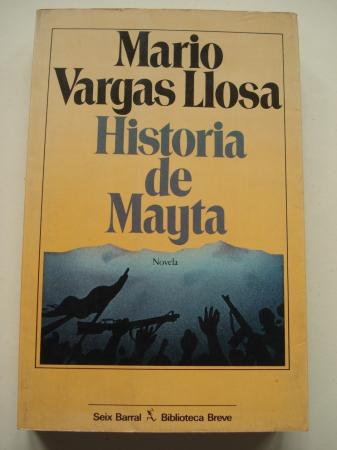 Mario
Vargas Llosa
Historia
de
Mayta
Novela
Seix Barral Biblioteca Breve